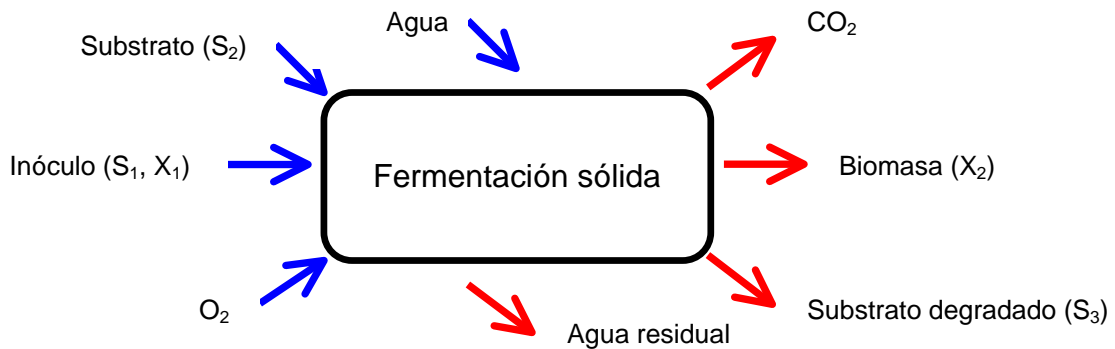 Agua
CO₂
Substrato (S₂)
Inóculo (S₁, X₁)
Fermentación sólida
Biomasa (X₂)
O₂
Agua residual
Substrato degradado (S₃)